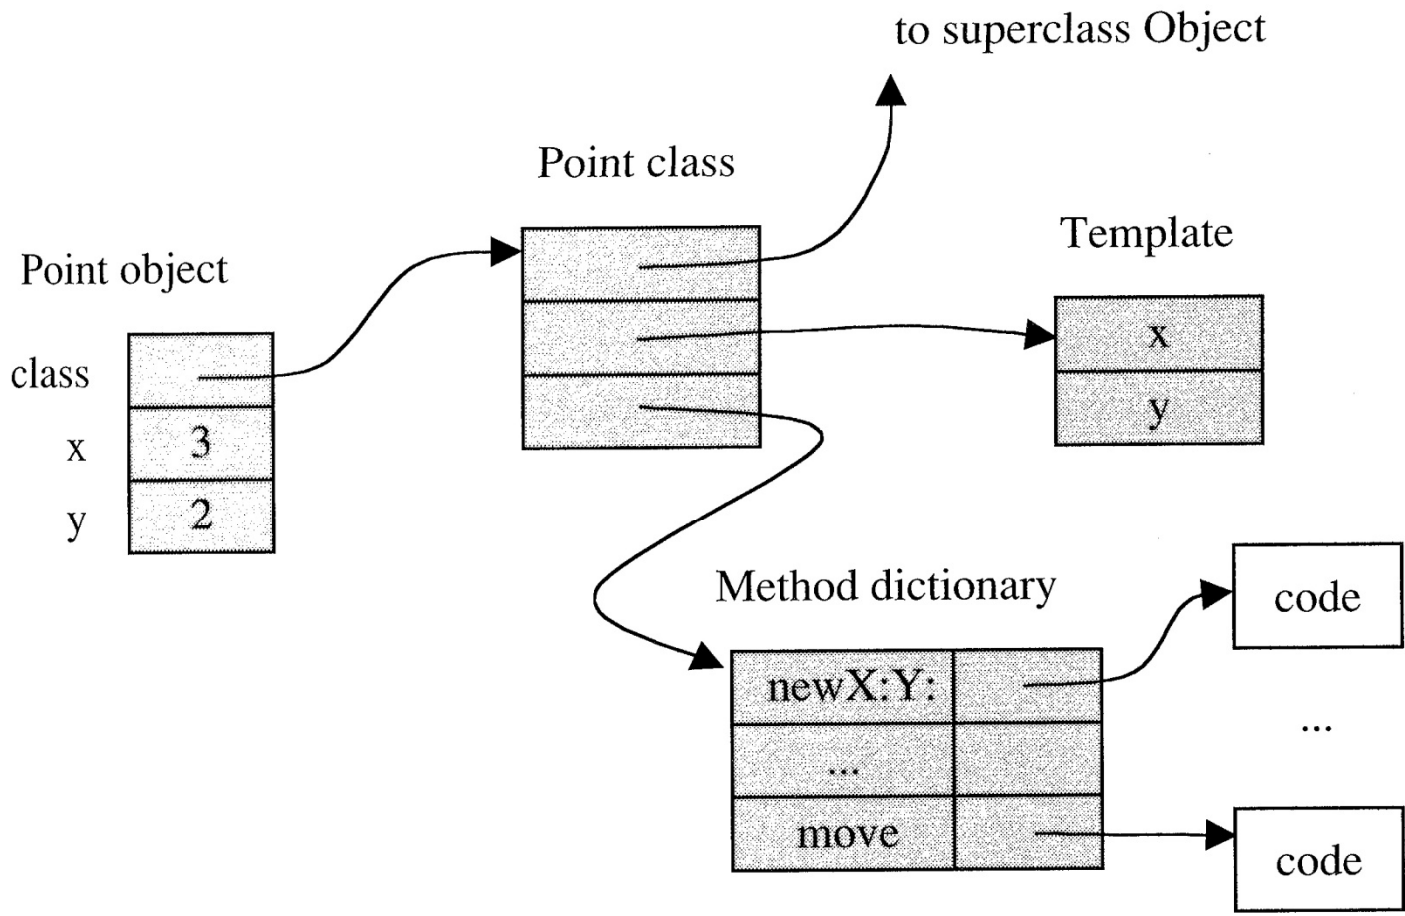 to superclass Object
Point class
Template
Point object
class
x
3
y
2
x
y
Method dictionary
newX:Y:
...
move
code
...
code